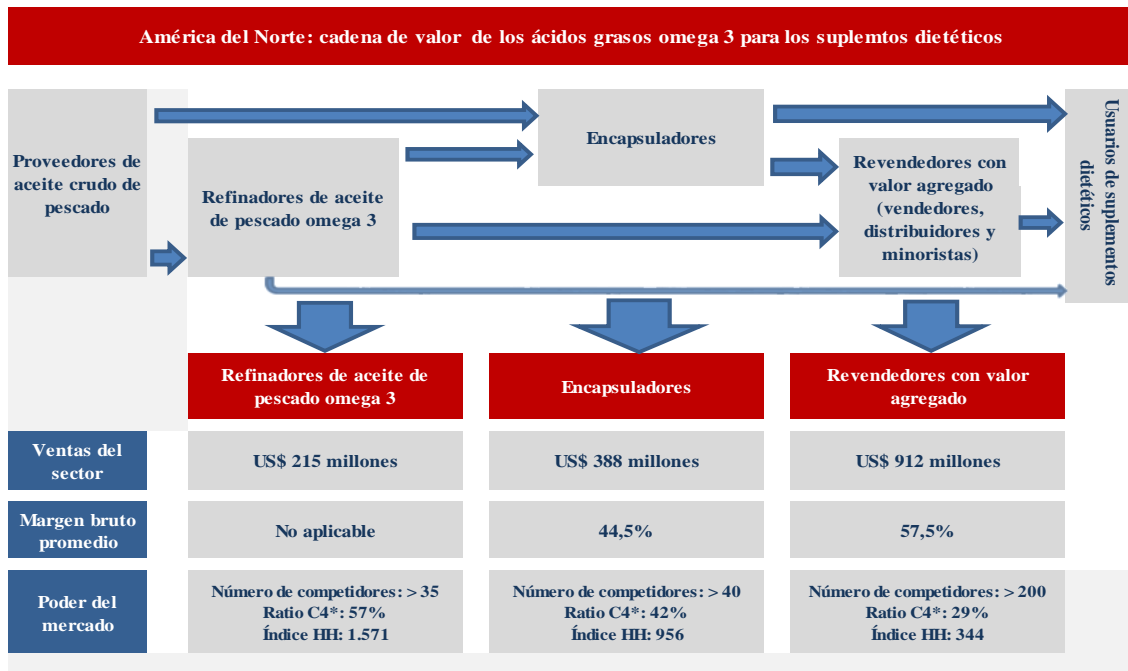 América del Norte: cadena de valor de los ácidos grasos omega 3 para los suplemtos dietéticos
Proveedores de
aceite crudo de
pescado
Refinadores de aceite
de pescado omega 3
Encapsuladores
Revendedores con
valor agregado
(vendedores,
distribuidores y
minoristas)
Usuarios de suplementos
dietéticos
Refinadores de aceite de
pescado omega 3
Encapsuladores
Revendedores con valor
agregado
Ventas del
sector
US$ 215 millones
US$ 388 millones
US$ 912 millones
Margen bruto
promedio
No aplicable
44,5%
57,5%
Poder del
mercado
Número de competidores: > 35
Ratio C4*: 57%
Índice HH: 1.571
Número de competidores: > 40
Ratio C4*: 42%
Índice HH: 956
Número de competidores: > 200
Ratio C4*: 29%
Índice HH: 344